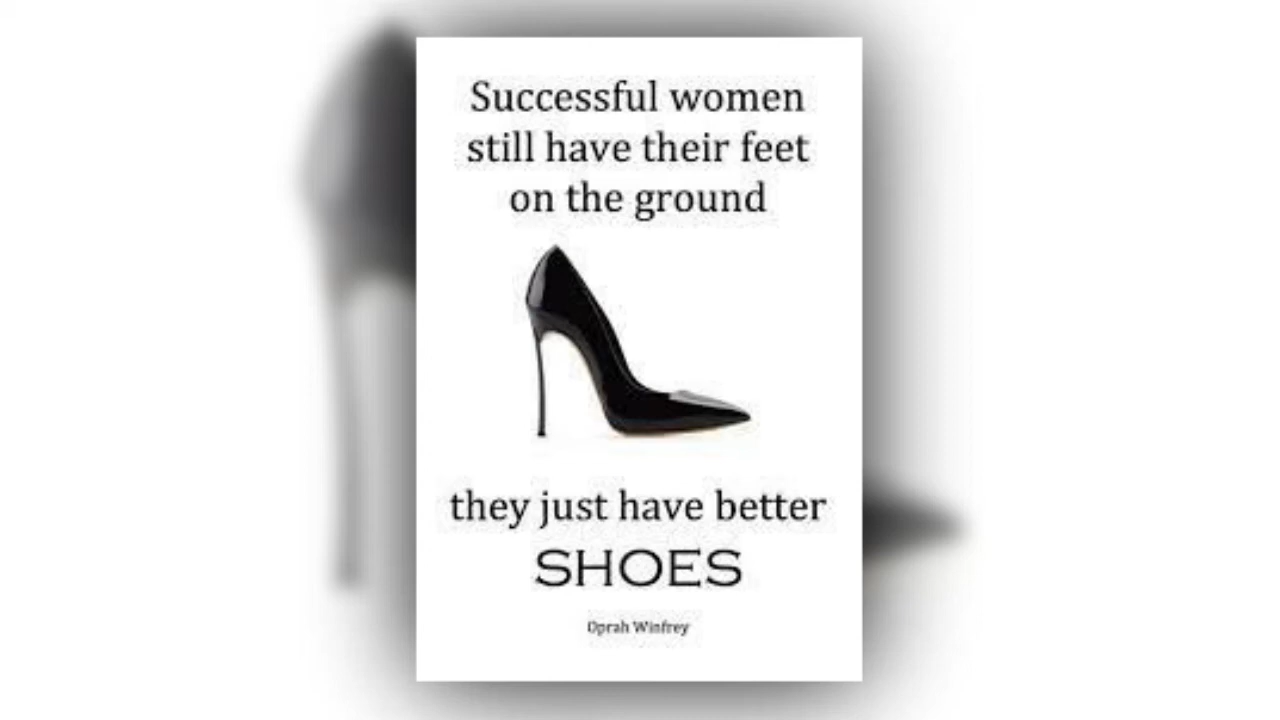 Successful women
still have their feet
on the ground
they just have better
SHOES
Oprah Winfrey